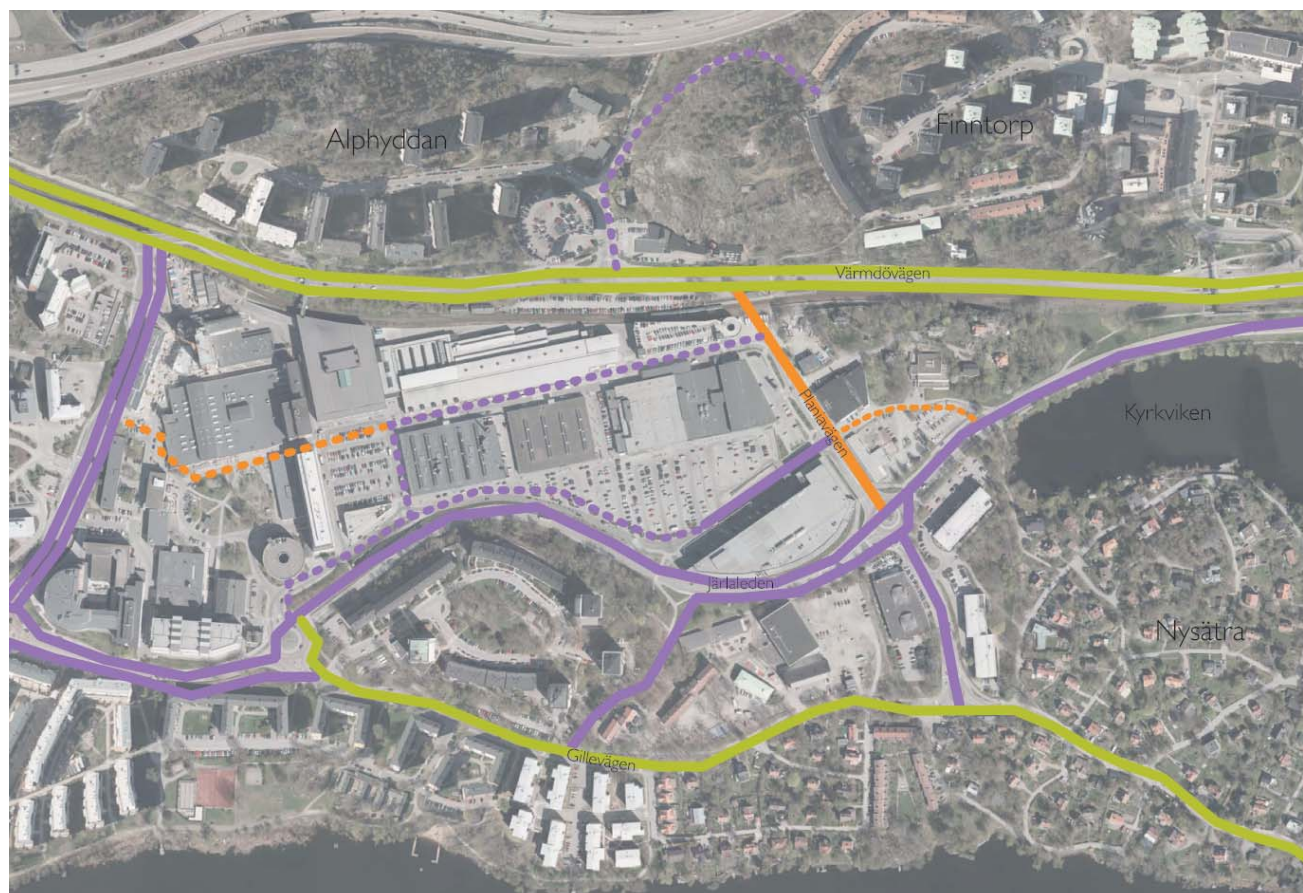 Alphyddan
Finntorp
Värmdövägen
Kyrkviken
Planiavägen
Järlaleden
Nysätra
Gillevägen